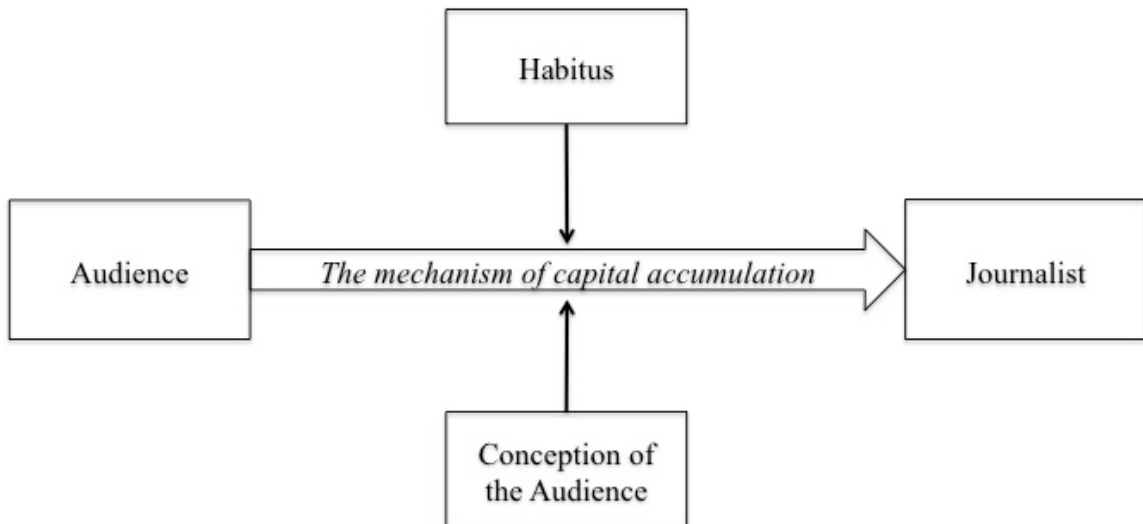 Habitus
Audience
The mechanism of capital accumulation
Journalist
Conception of
the Audience